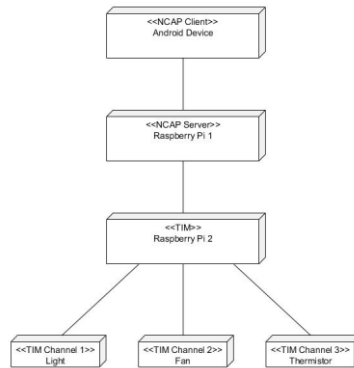 <<NCAP Client>>
Android Device
<<NCAP Server>>
Raspberry Pi 1
<<TIM>>
Raspberry Pi 2
<<TIM Channel 1>>
Light
<<TIM Channel 2>>
Fan
<<TIM Channel 3>>
Thermistor